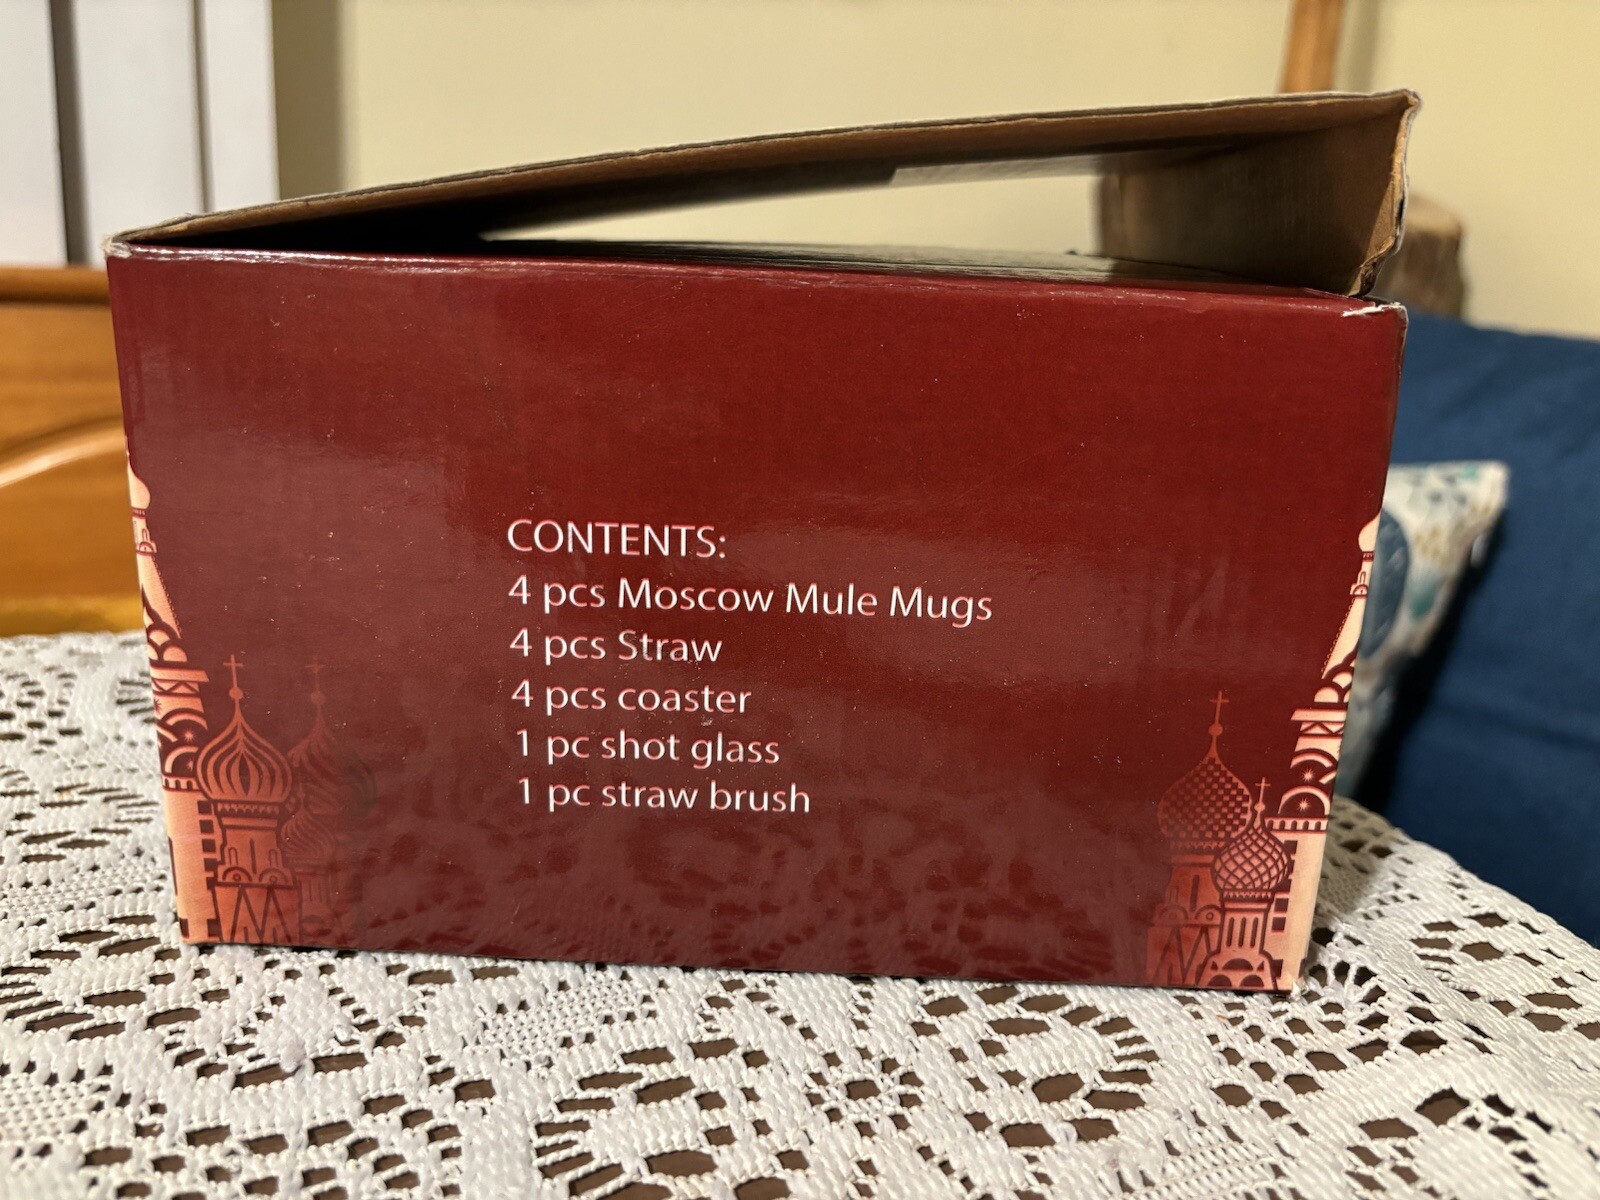 CONTENTS:
4 pcs Moscow Mule Mugs
4 pcs Straw
4 pcs coaster
1 pc shot glass
1 pc straw brush